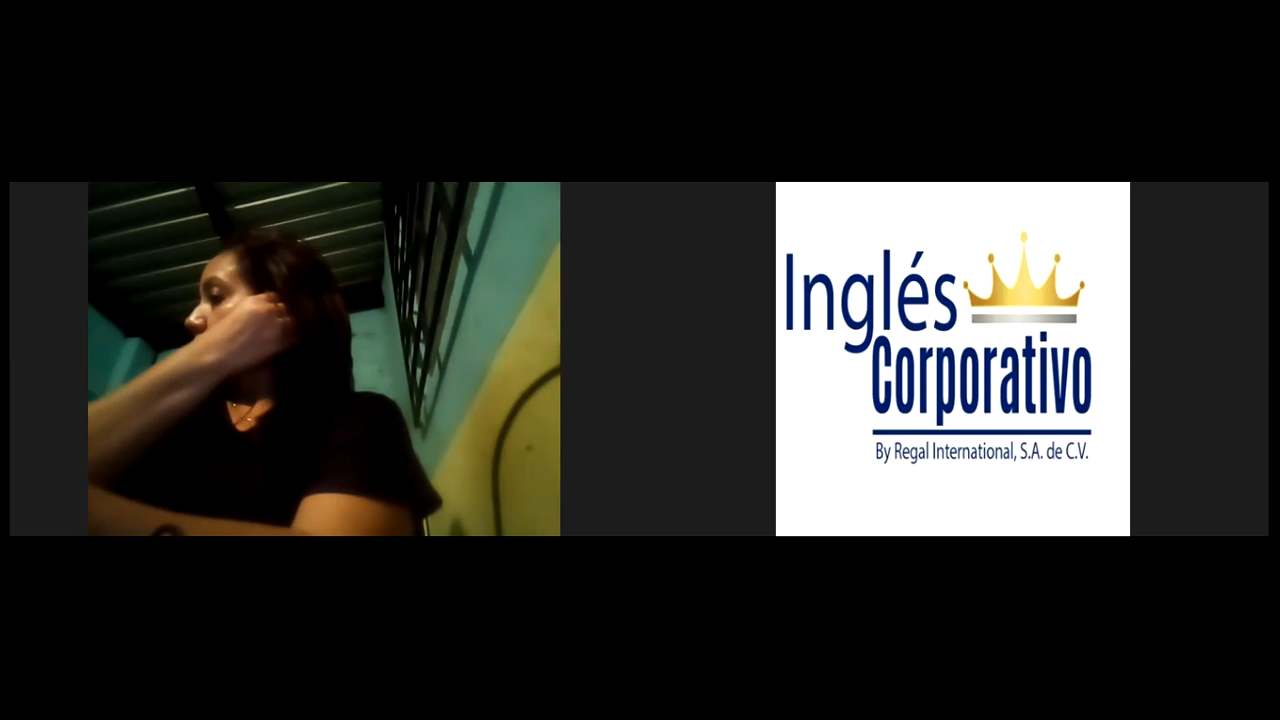 Inglés
Corporativo
By Regal International, S.A. de C.V.